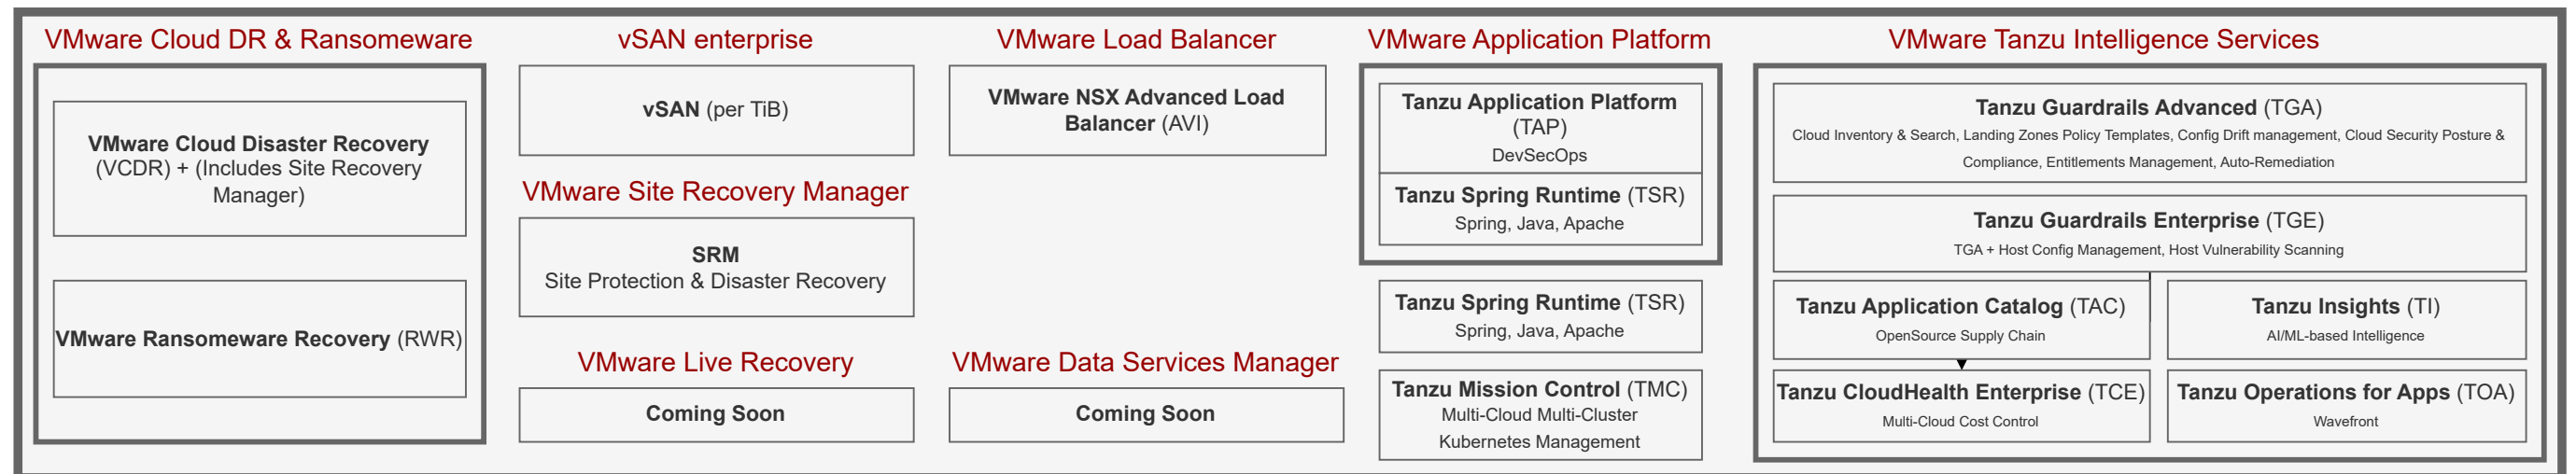 VMware Cloud DR & Ransomeware
VMware Cloud Disaster Recovery
(VCDR) + (Includes Site Recovery
Manager)
VMware Ransomeware Recovery (RWR)
vSAN enterprise
vSAN (per TiB)
VMware Site Recovery Manager
SRM
Site Protection & Disaster Recovery
VMware Live Recovery
Coming Soon
VMware Load Balancer
VMware NSX Advanced Load
Balancer (AVI)
VMware Data Services Manager
Coming Soon
VMware Application Platform
Tanzu Application Platform
(TAP)
DevSecOps
Tanzu Spring Runtime (TSR)
Spring, Java, Apache
Tanzu Spring Runtime (TSR)
Spring, Java, Apache
Tanzu Mission Control (TMC)
Multi-Cloud Multi-Cluster
Kubernetes Management
VMware Tanzu Intelligence Services
Tanzu Guardrails Advanced (TGA)
Cloud Inventory & Search, Landing Zones Policy Templates, Config Drift management, Cloud Security Posture &
Compliance, Entitlements Management, Auto-Remediation
Tanzu Guardrails Enterprise (TGE)
TGA + Host Config Management, Host Vulnerability Scanning
Tanzu Application Catalog (TAC)
OpenSource Supply Chain
Tanzu Insights (TI)
AI/ML-based Intelligence
Tanzu CloudHealth Enterprise (TCE)
Multi-Cloud Cost Control
Tanzu Operations for Apps (TOA)
Wavefront